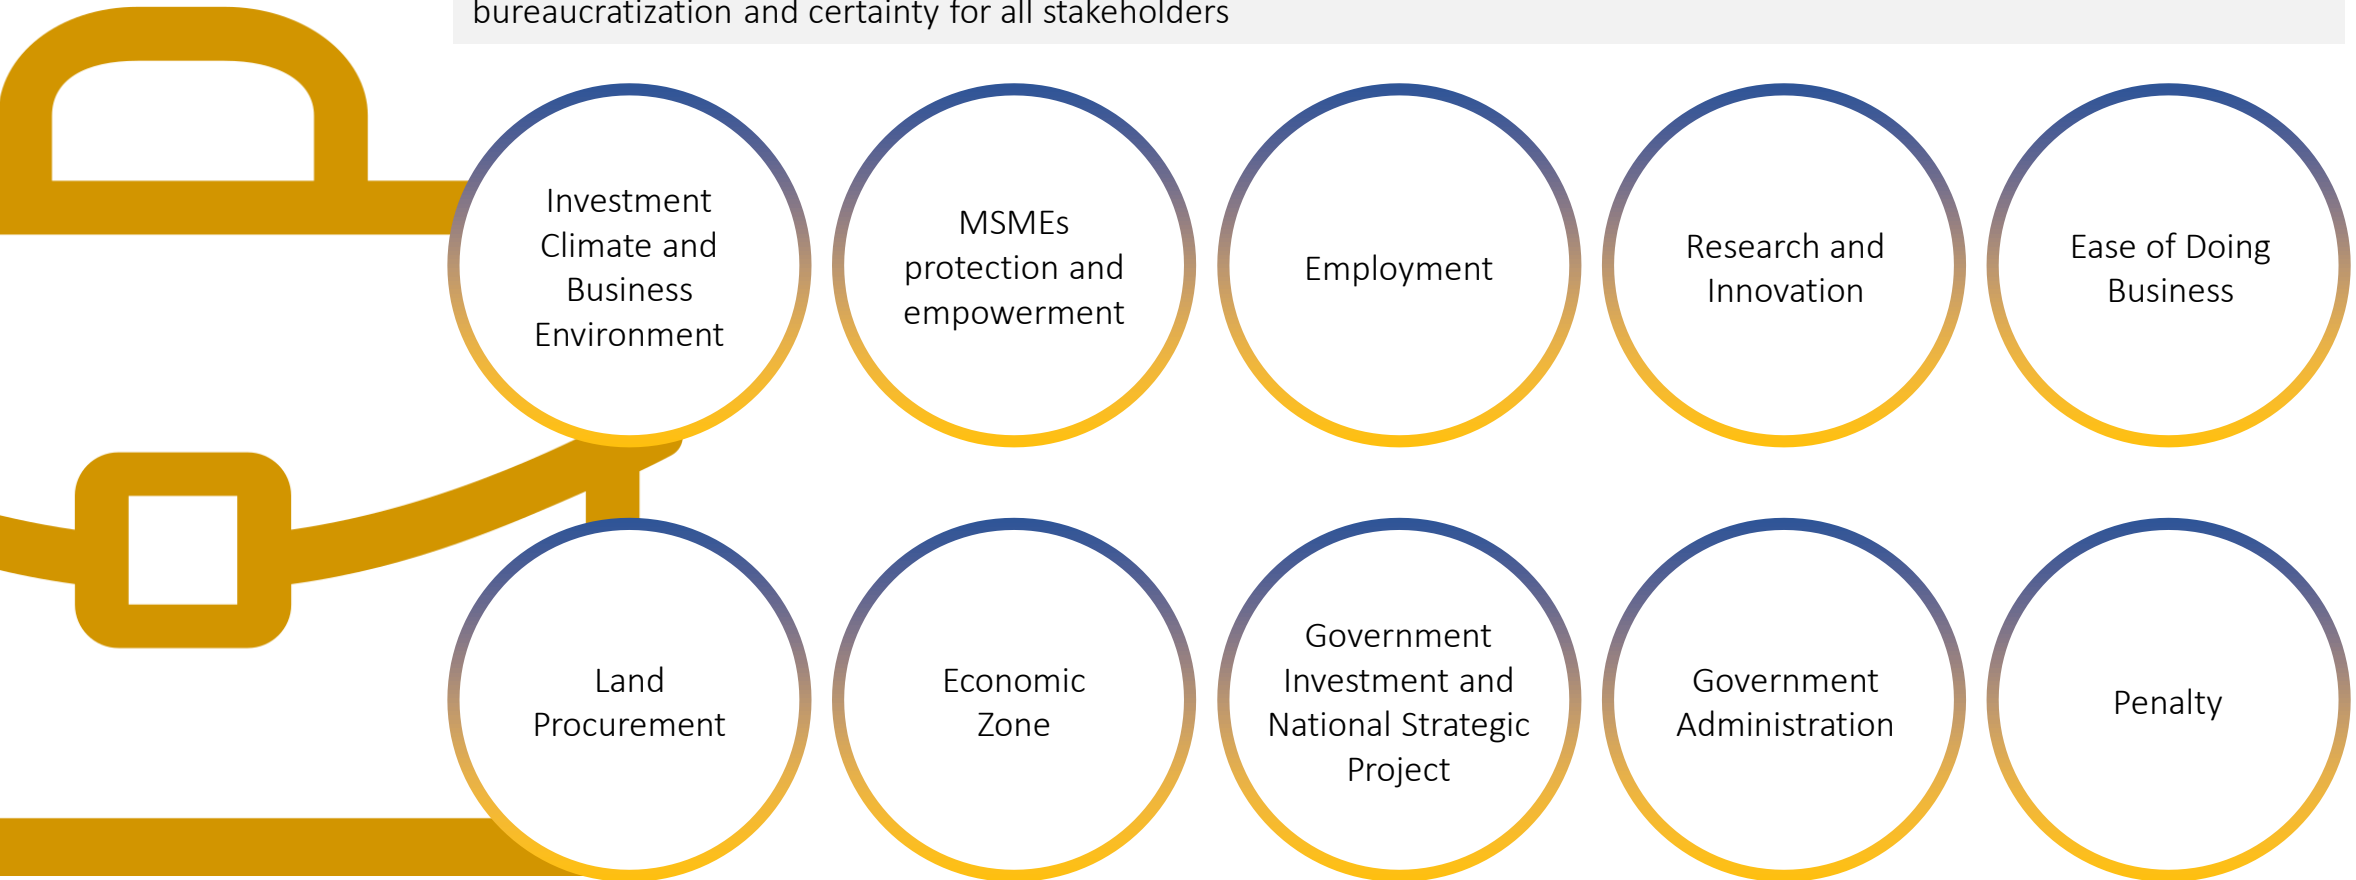 bureaucratization and certainty for all stakeholders
Investment
Climate and
Business
Environment
MSMEs
protection and
empowerment
Employment
Research and
Innovation
Ease of Doing
Business
Land
Procurement
Economic
Zone
Government
Investment and
National Strategic
Project
Government
Administration
Penalty